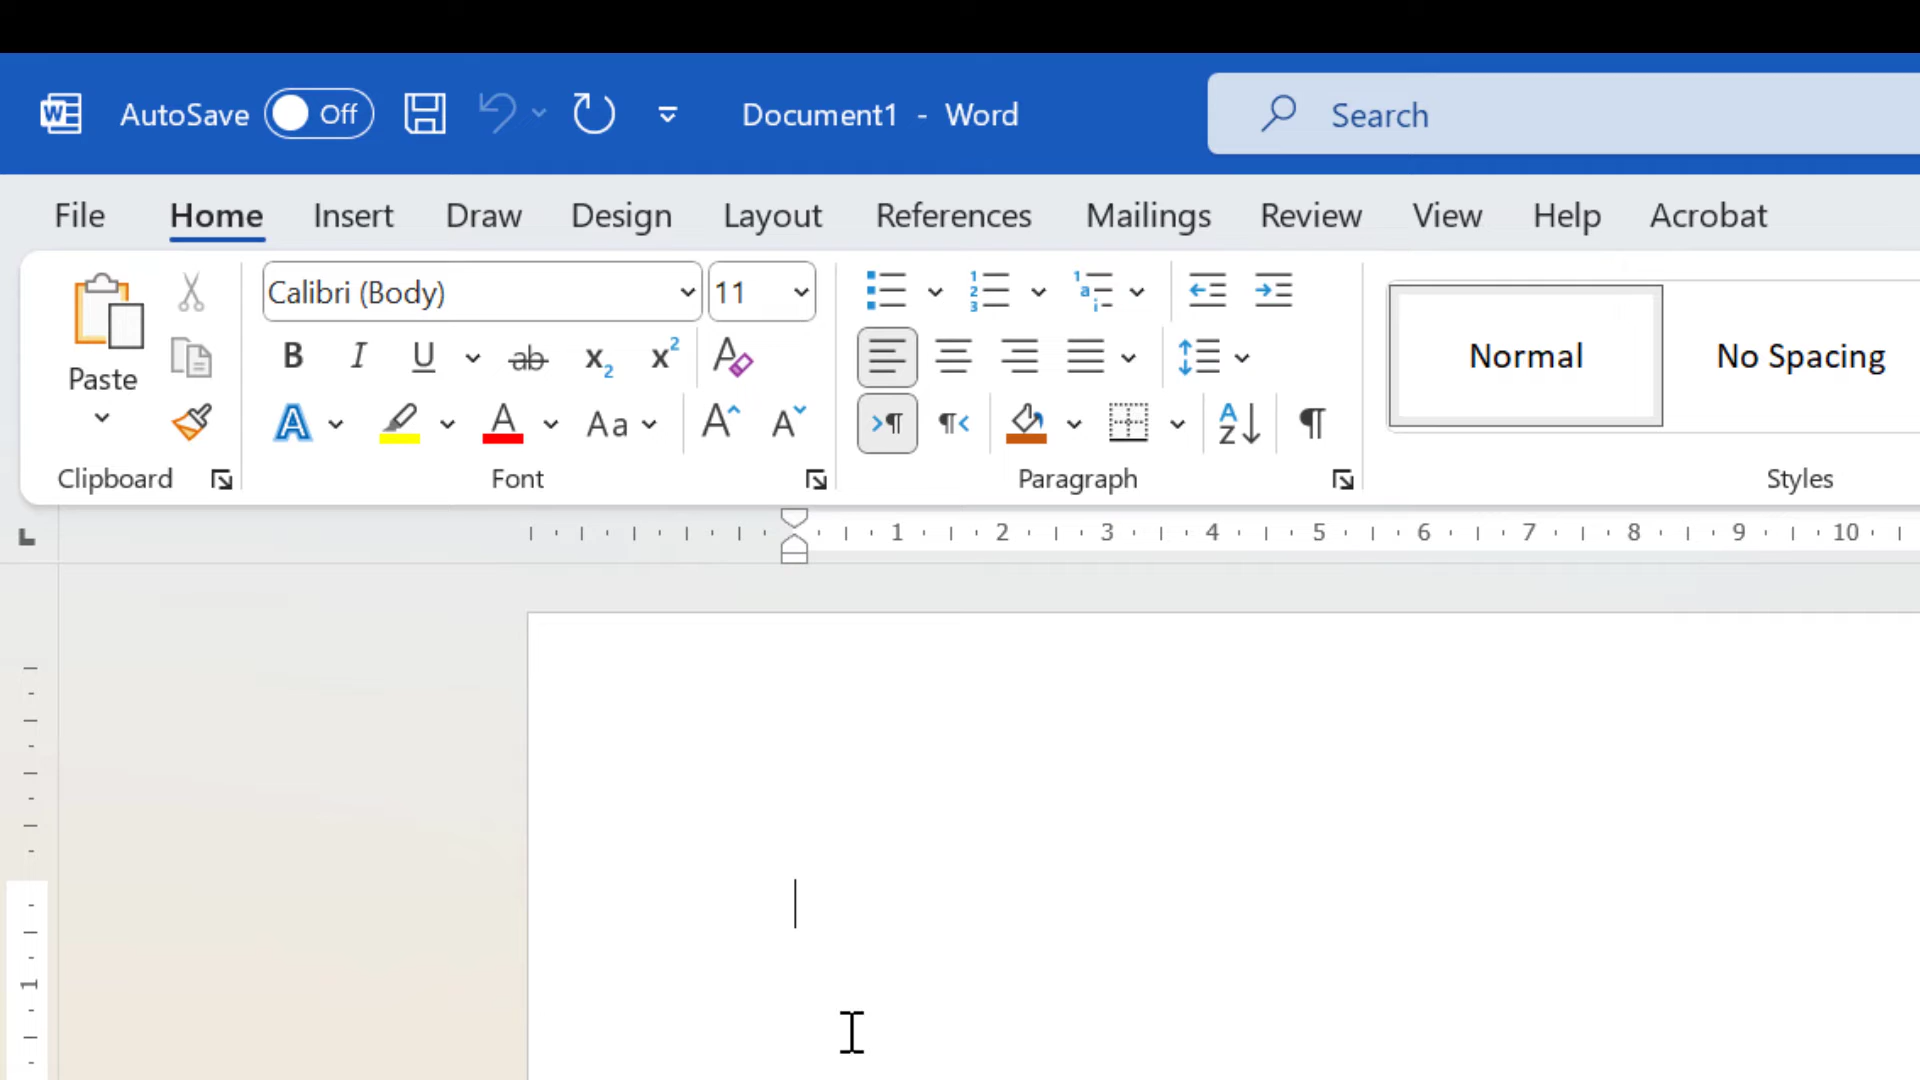 AutoSave Off Document1 - Word Search
File Home Insert Draw Design Layout References Mailings Review View Help Acrobat
Calibri (Body) 11
Paste
Normal No Spacing
Clipboard Font Paragraph Styles
1 2 3 4 5 6 7 8 9 10
1